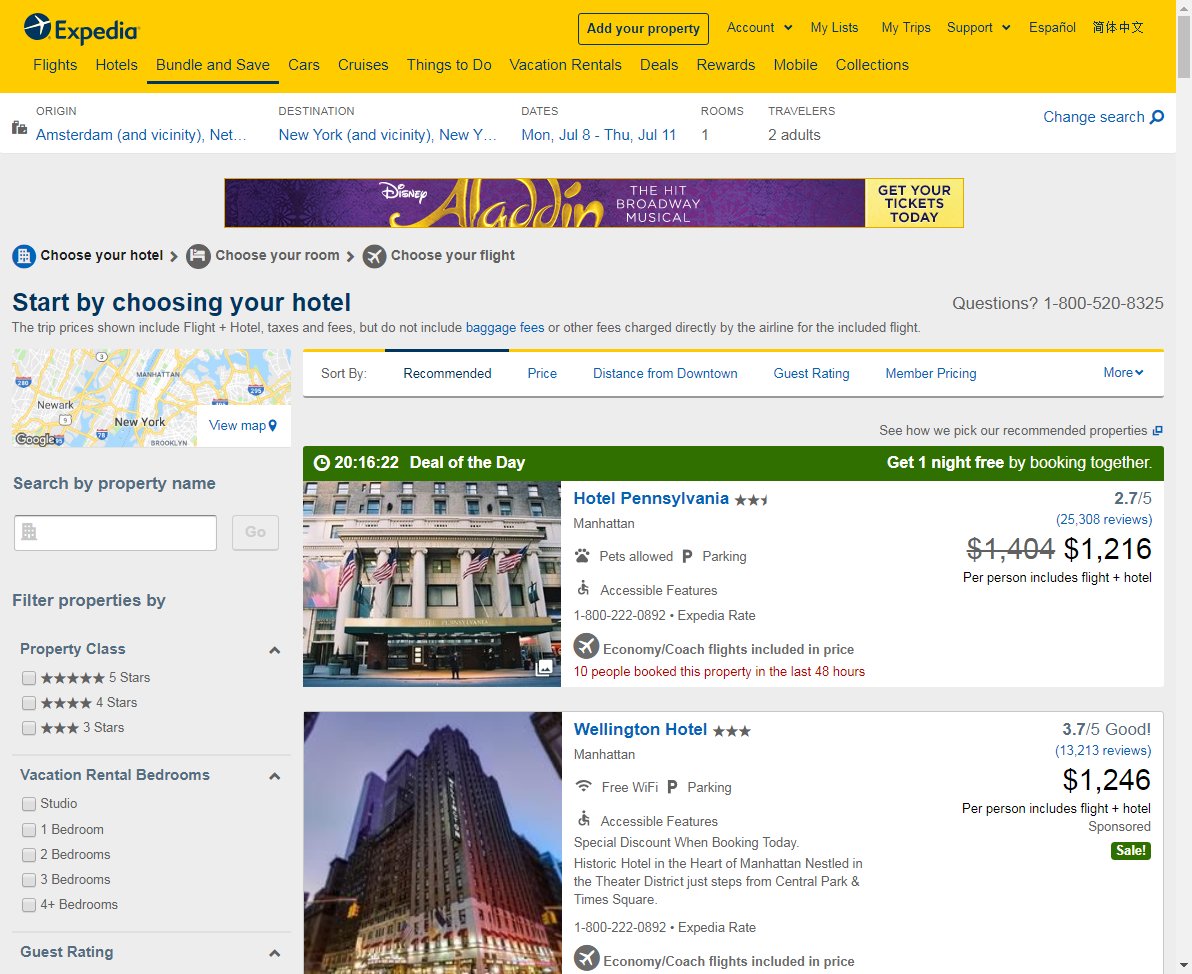 Expedia
Add your property
Account
My Lists
My Trips
Support
Español
简体中文
Flights
Hotels
Bundle and Save
Cars
Cruises
Things to Do
Vacation Rentals
Deals
Rewards
Mobile
Collections
ORIGIN
Amsterdam (and vicinity), Net...
DESTINATION
New York (and vicinity), New Y...
DATES
Mon, Jul 8 - Thu, Jul 11
ROOMS
1
TRAVELERS
2 adults
Change search
DISNEY
Aladdin
THE HIT
BROADWAY
MUSICAL
GET YOUR
TICKETS
TODAY
Choose your hotel
Choose your room
Choose your flight
Start by choosing your hotel
Questions? 1-800-520-8325
The trip prices shown include Flight + Hotel, taxes and fees, but do not include baggage fees or other fees charged directly by the airline for the included flight.
3
MANHATTAN
280
295
Newark
9
New York
78
95
BROOKLYN
Google
View map
Sort By:
Recommended
Price
Distance from Downtown
Guest Rating
Member Pricing
More
See how we pick our recommended properties
Search by property name
Go
Filter properties by
Property Class
5 Stars
4 Stars
3 Stars
Vacation Rental Bedrooms
Studio
1 Bedroom
2 Bedrooms
3 Bedrooms
4+ Bedrooms
Guest Rating
20:16:22 Deal of the Day
Get 1 night free by booking together.
HOTEL PENNSYLVANIA
Hotel Pennsylvania
2.7/5
Manhattan
(25,308 reviews)
$1,404 $1,216
Pets allowed
P Parking
Per person includes flight + hotel
Accessible Features
1-800-222-0892 • Expedia Rate
Economy/Coach flights included in price
10 people booked this property in the last 48 hours
Wellington Hotel
3.7/5 Good!
Manhattan
(13,213 reviews)
$1,246
Free WiFi
P Parking
Per person includes flight + hotel
Accessible Features
Sponsored
Special Discount When Booking Today.
Sale!
Historic Hotel in the Heart of Manhattan Nestled in
the Theater District just steps from Central Park &
Times Square.
1-800-222-0892 • Expedia Rate
Economy/Coach flights included in price